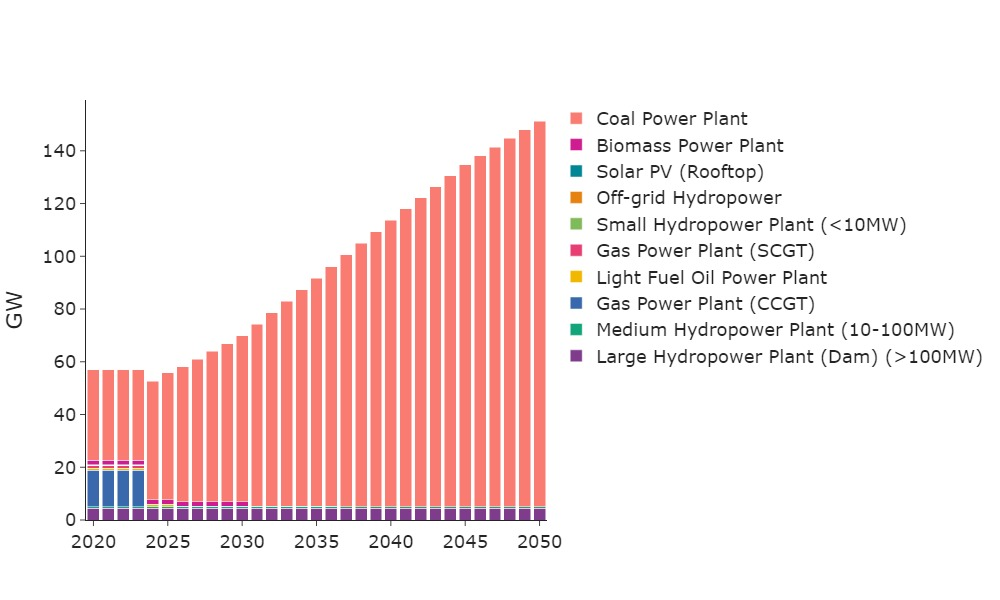 GW
140
120
100
80
60
40
20
0
2020 2025 2030 2035 2040 2045 2050
Coal Power Plant
Biomass Power Plant
Solar PV (Rooftop)
Off-grid Hydropower
Small Hydropower Plant (<10MW)
Gas Power Plant (SCGT)
Light Fuel Oil Power Plant
Gas Power Plant (CCGT)
Medium Hydropower Plant (10-100MW)
Large Hydropower Plant (Dam) (>100MW)